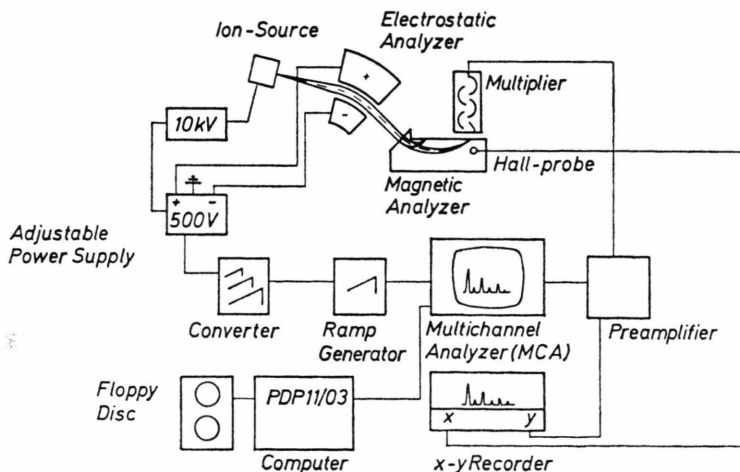 Ion-Source
Electrostatic
Analyzer
+
-
Multiplier
10kV
Hall-probe
Magnetic
Analyzer
+ -
500V
Adjustable
Power Supply
Converter
Ramp
Generator
Multichannel
Analyzer (MCA)
Preamplifier
Floppy
Disc
PDP11/03
Computer
x y
x-y Recorder